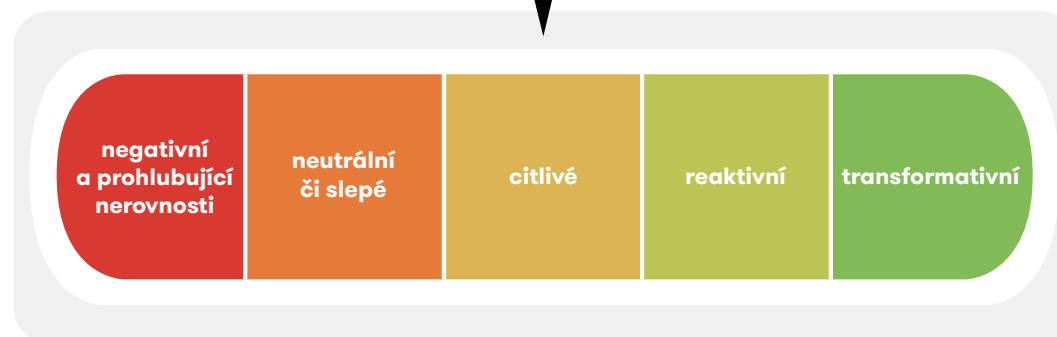 negativní
a prohlubující
nerovnosti
neutrální
či slepé
citlivé
reaktivní
transformativní